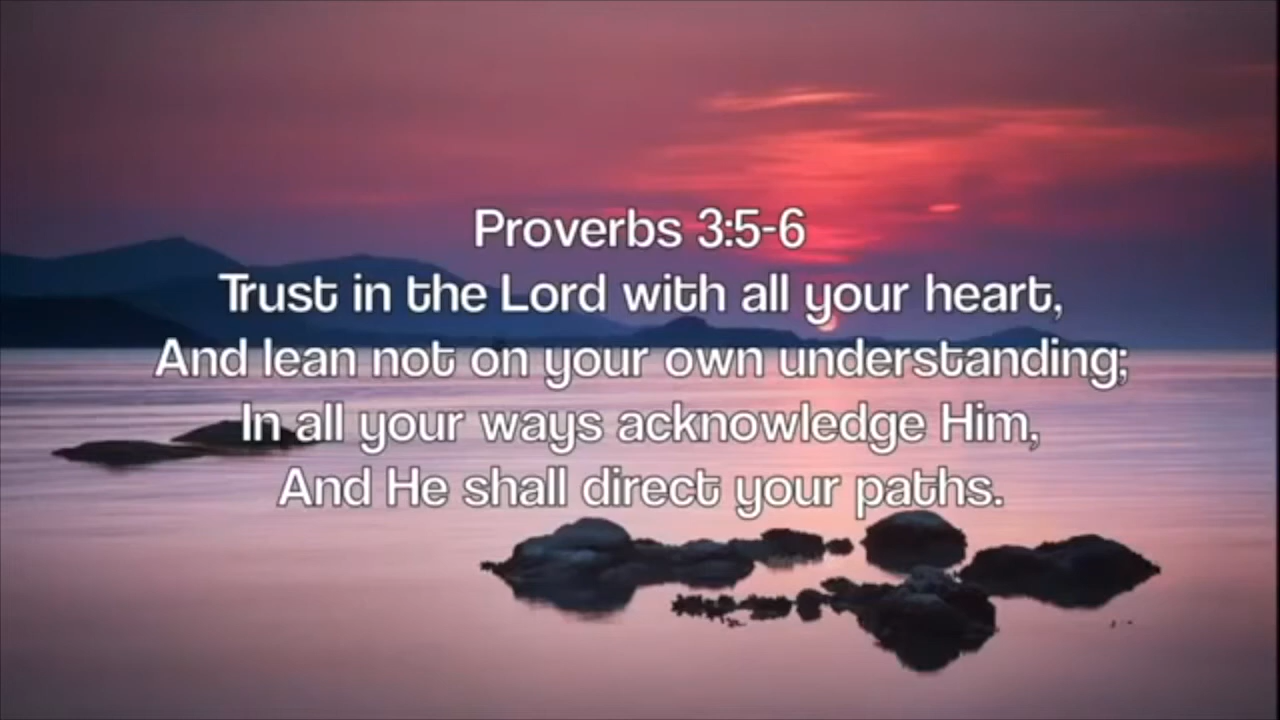 Proverbs 3:5-6
Trust in the Lord with all your heart,
And lean not on your own understanding;
In all your ways acknowledge Him,
And He shall direct your paths.